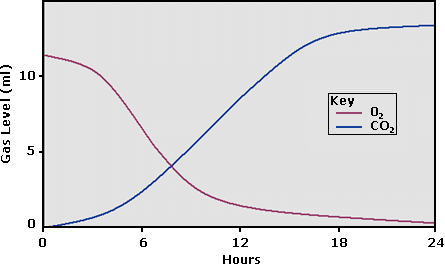 Gas Level (ml)
10
5
0
Key
O₂
CO₂
0 6 12 18 24
Hours